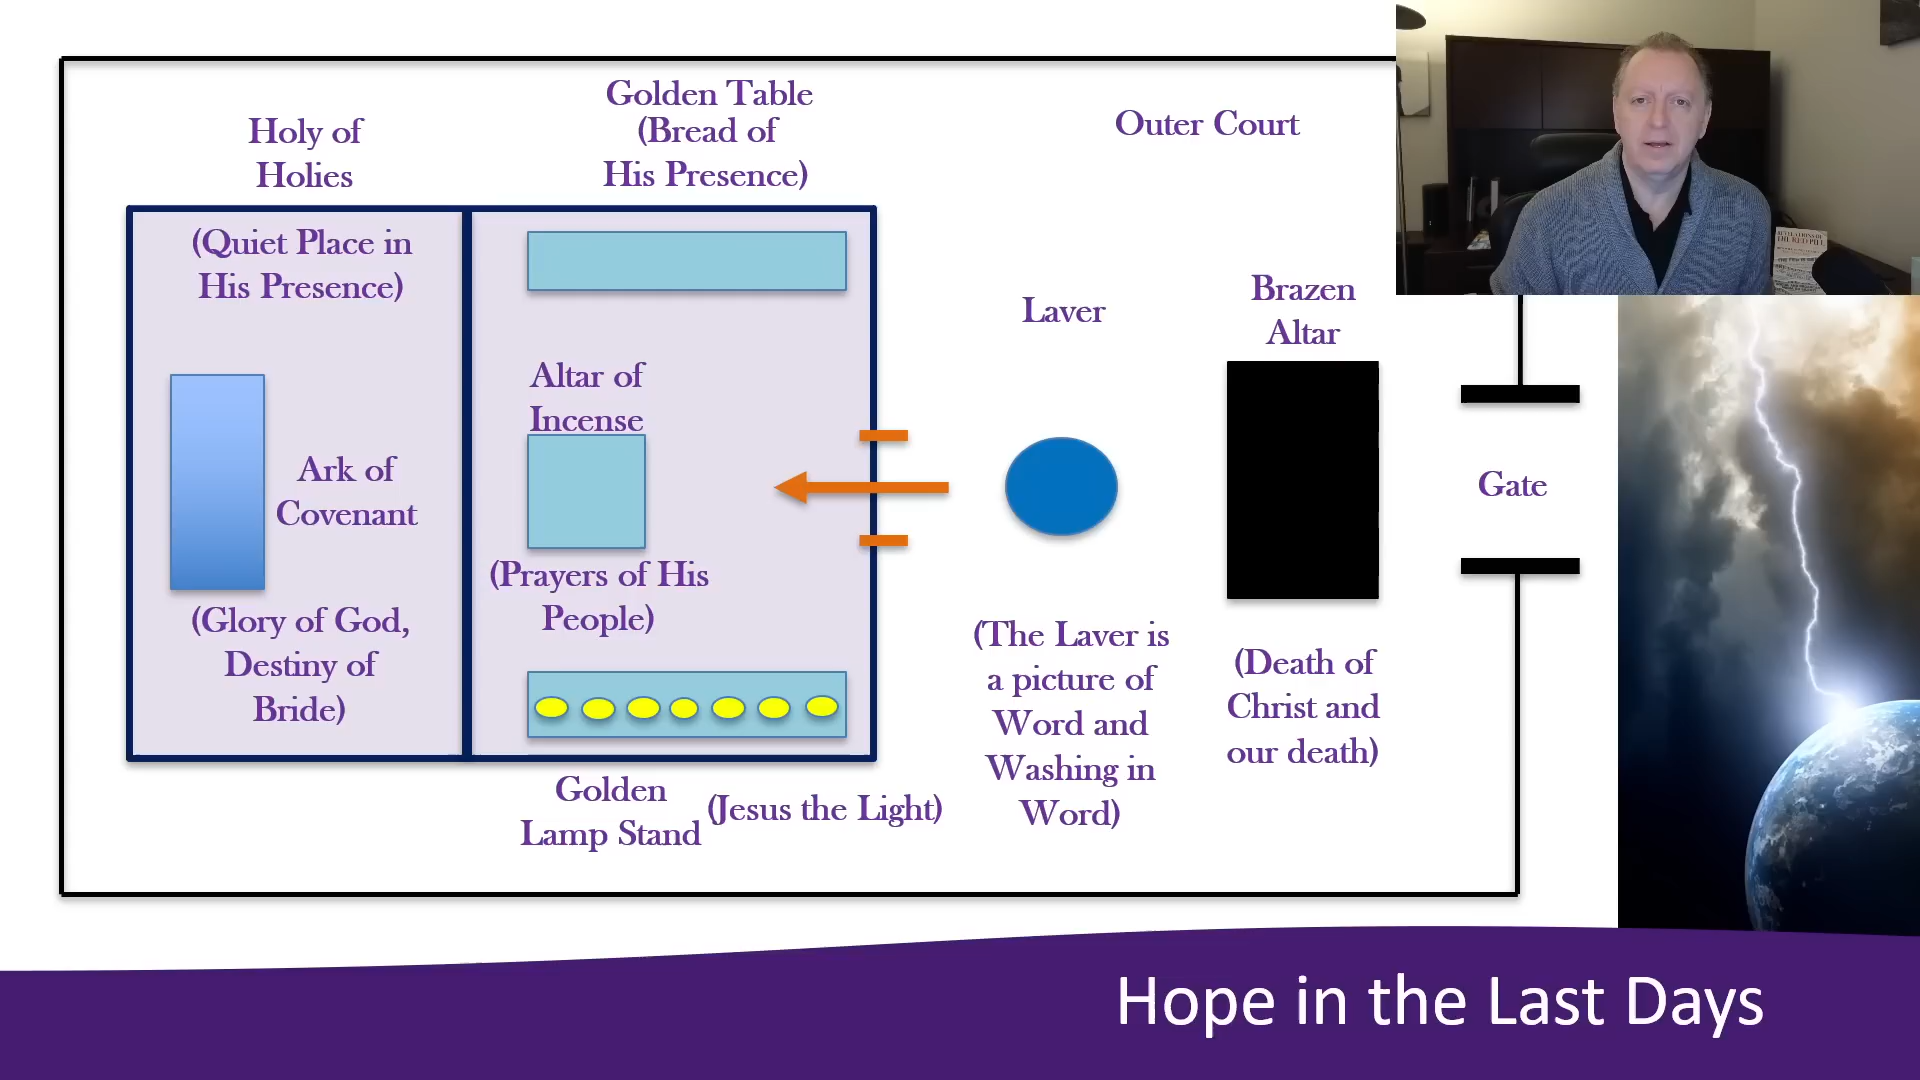 Holy of
Holies
(Quiet Place in
His Presence)
Ark of
Covenant
(Glory of God,
Destiny of
Bride)
Golden Table
(Bread of
His Presence)
Altar of
Incense
(Prayers of His
People)
Golden
Lamp Stand
(Jesus the Light)
Outer Court
Laver
(The Laver is
a picture of
Word and
Washing in
Word)
Brazen
Altar
(Death of
Christ and
our death)
Gate
THE RED PILL
Hope in the Last Days